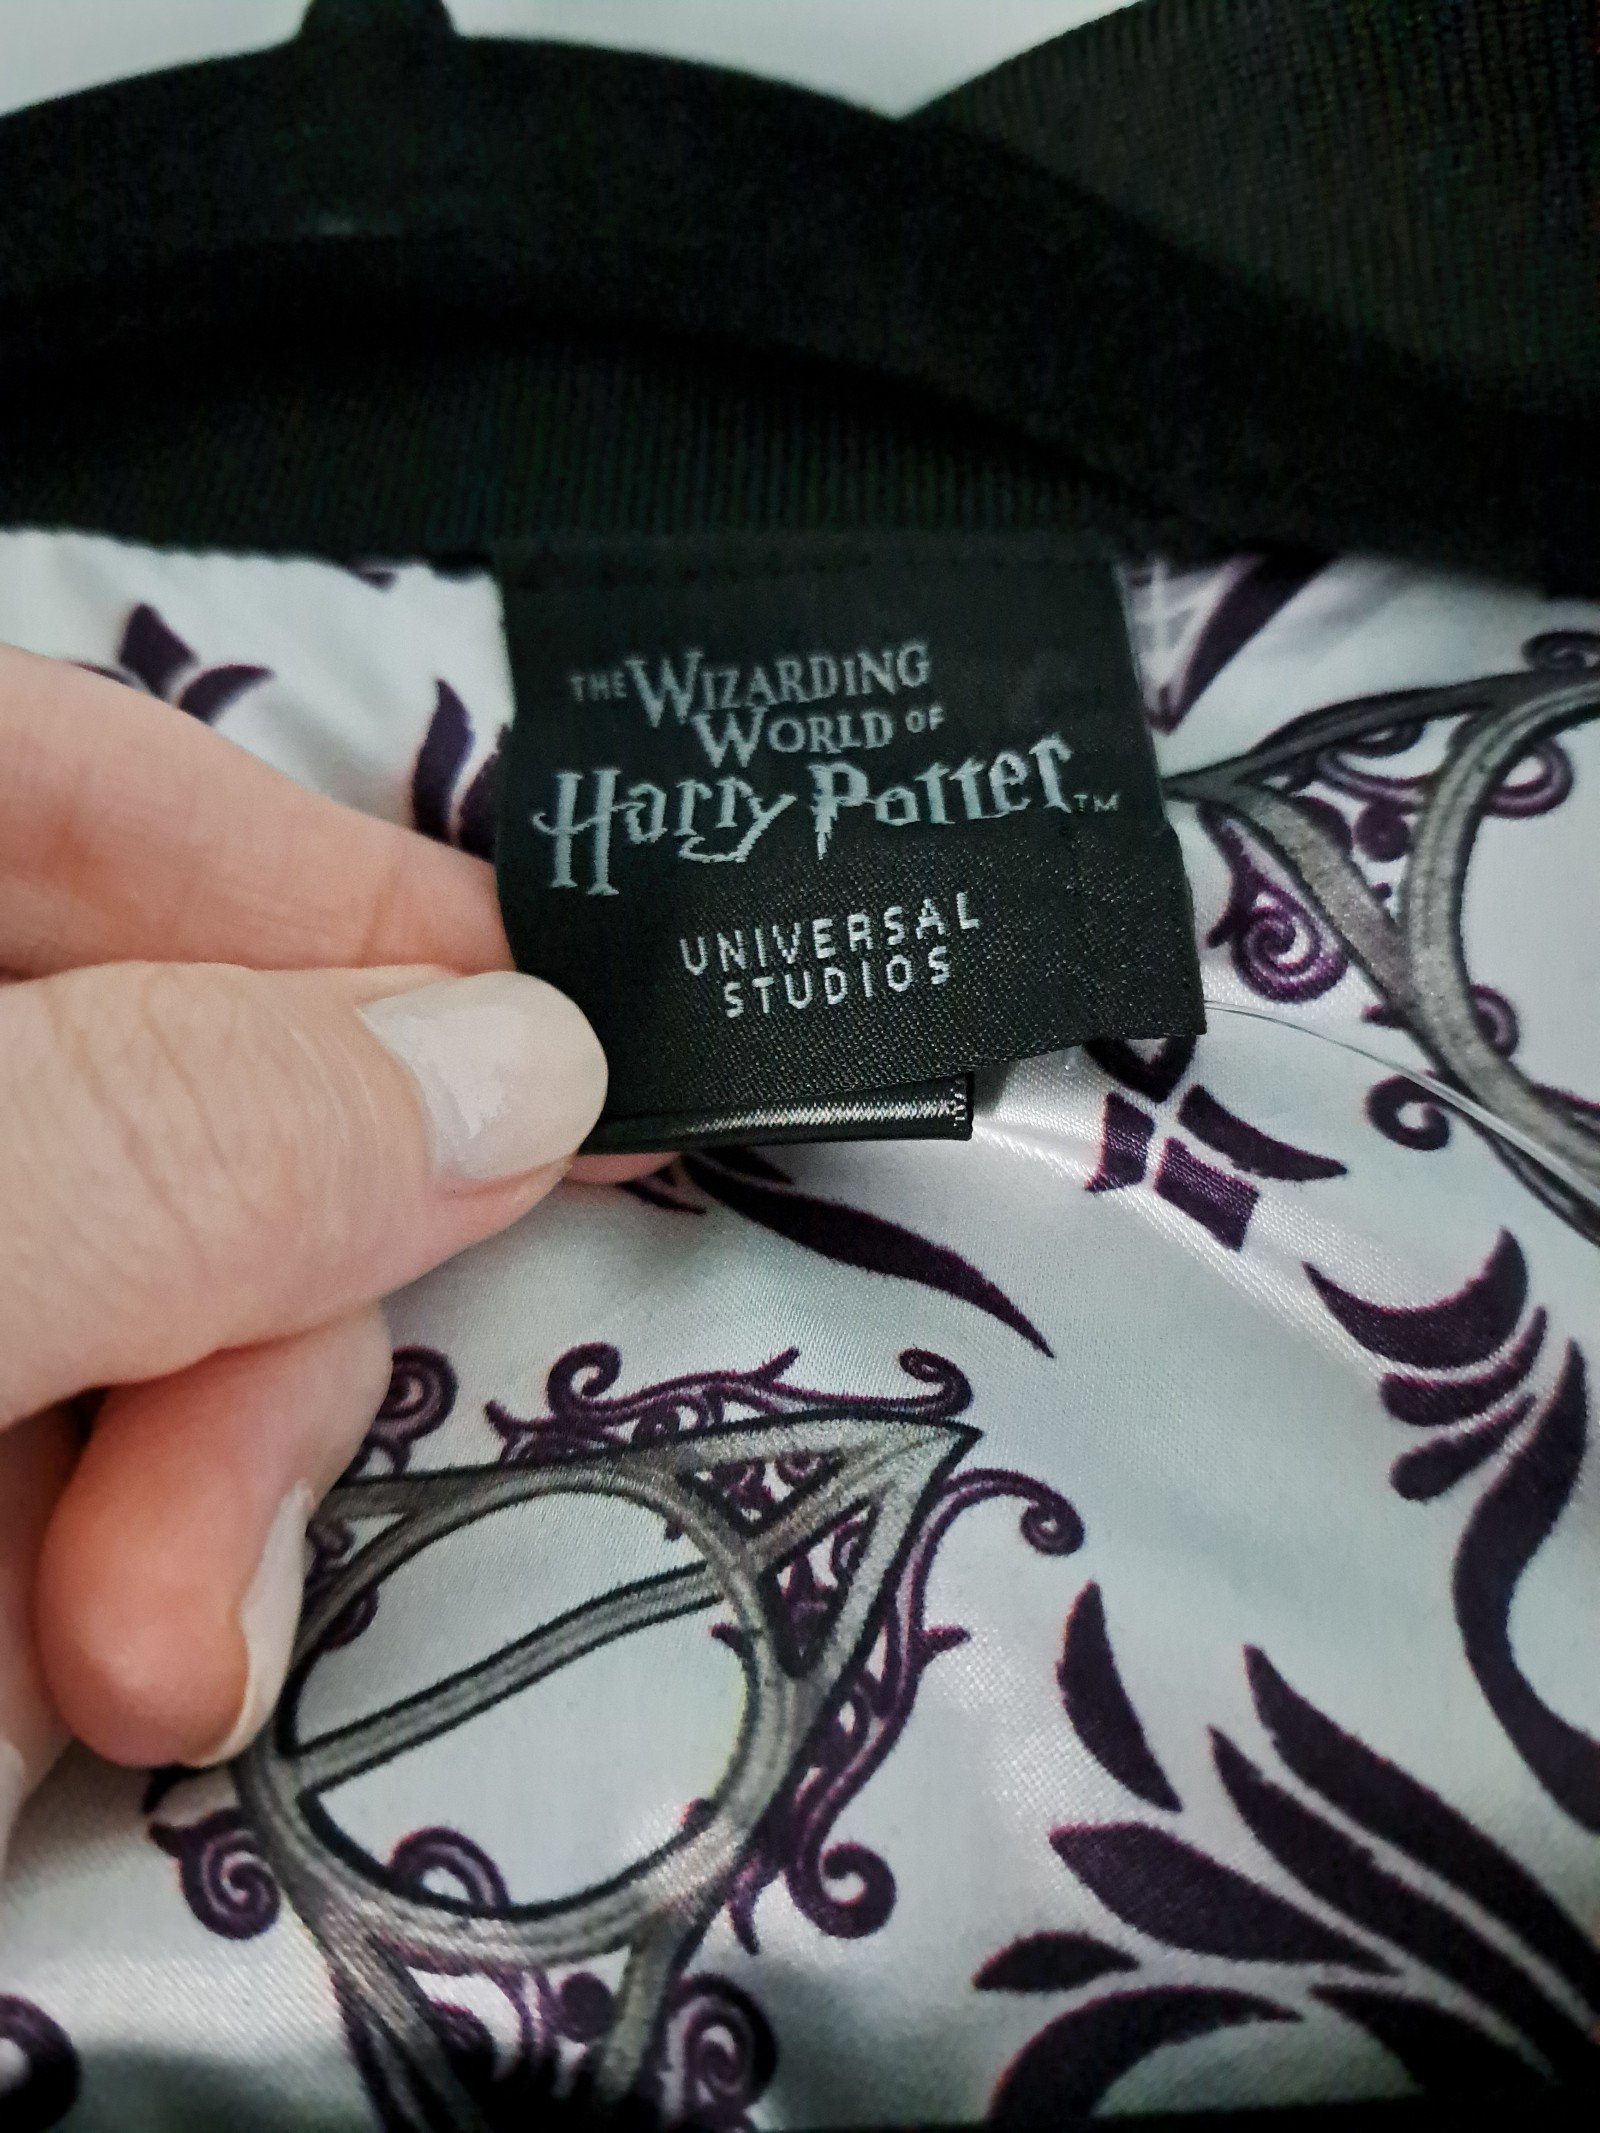 THE WIZARDING
WORLD OF
Harry Potter™
UNIVERSAL
STUDIOS